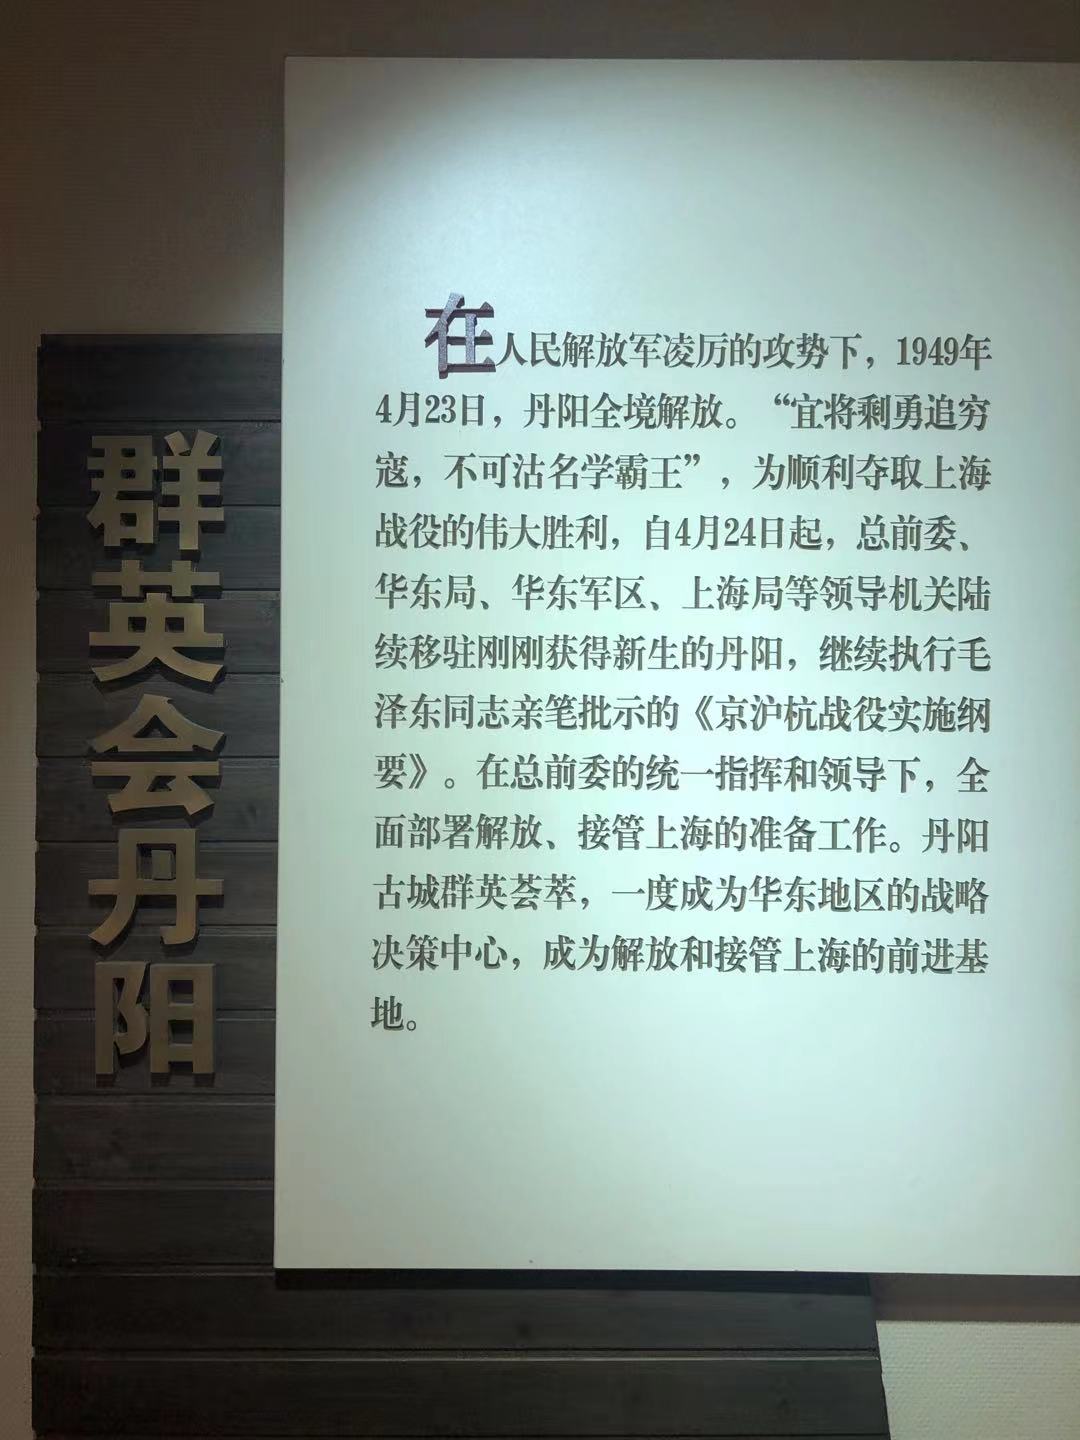 群英会丹阳
在人民解放军凌厉的攻势下，1949年
4月23日，丹阳全境解放。“宜将剩勇追穷
寇，不可沽名学霸王”，为顺利夺取上海
战役的伟大胜利，自4月24日起，总前委、
华东局、华东军区、上海局等领导机关陆
续移驻刚刚获得新生的丹阳，继续执行毛
泽东同志亲笔批示的《京沪杭战役实施纲
要》。在总前委的统一指挥和领导下，全
面部署解放、接管上海的准备工作。丹阳
古城群英荟萃，一度成为华东地区的战略
决策中心，成为解放和接管上海的前进基
地。